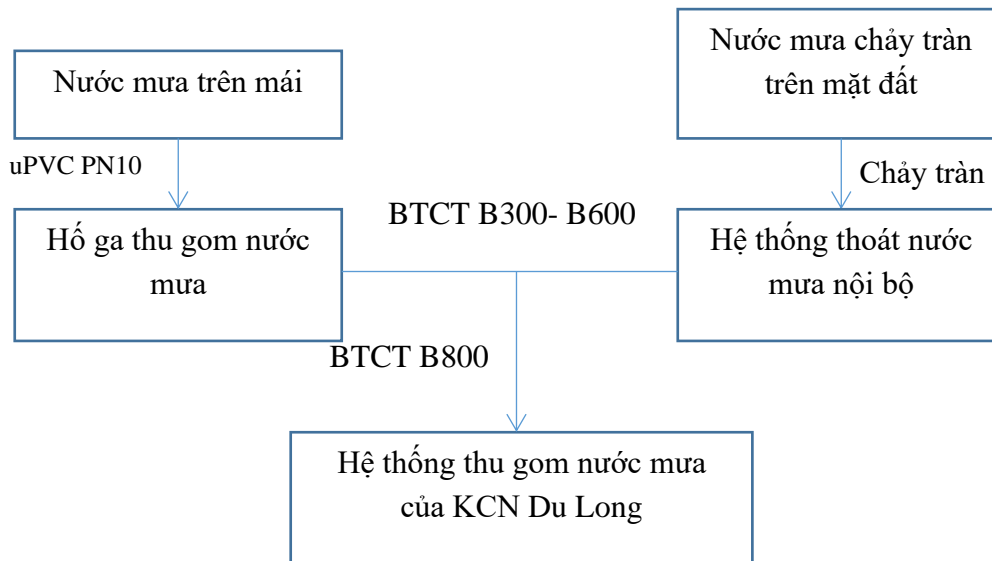 Nước mưa trên mái
Nước mưa chảy tràn
trên mặt đất
uPVC PN10
Chảy tràn
Hố ga thu gom nước
mưa
BTCT B300- B600
Hệ thống thoát nước
mưa nội bộ
BTCT B800
Hệ thống thu gom nước mưa
của KCN Du Long